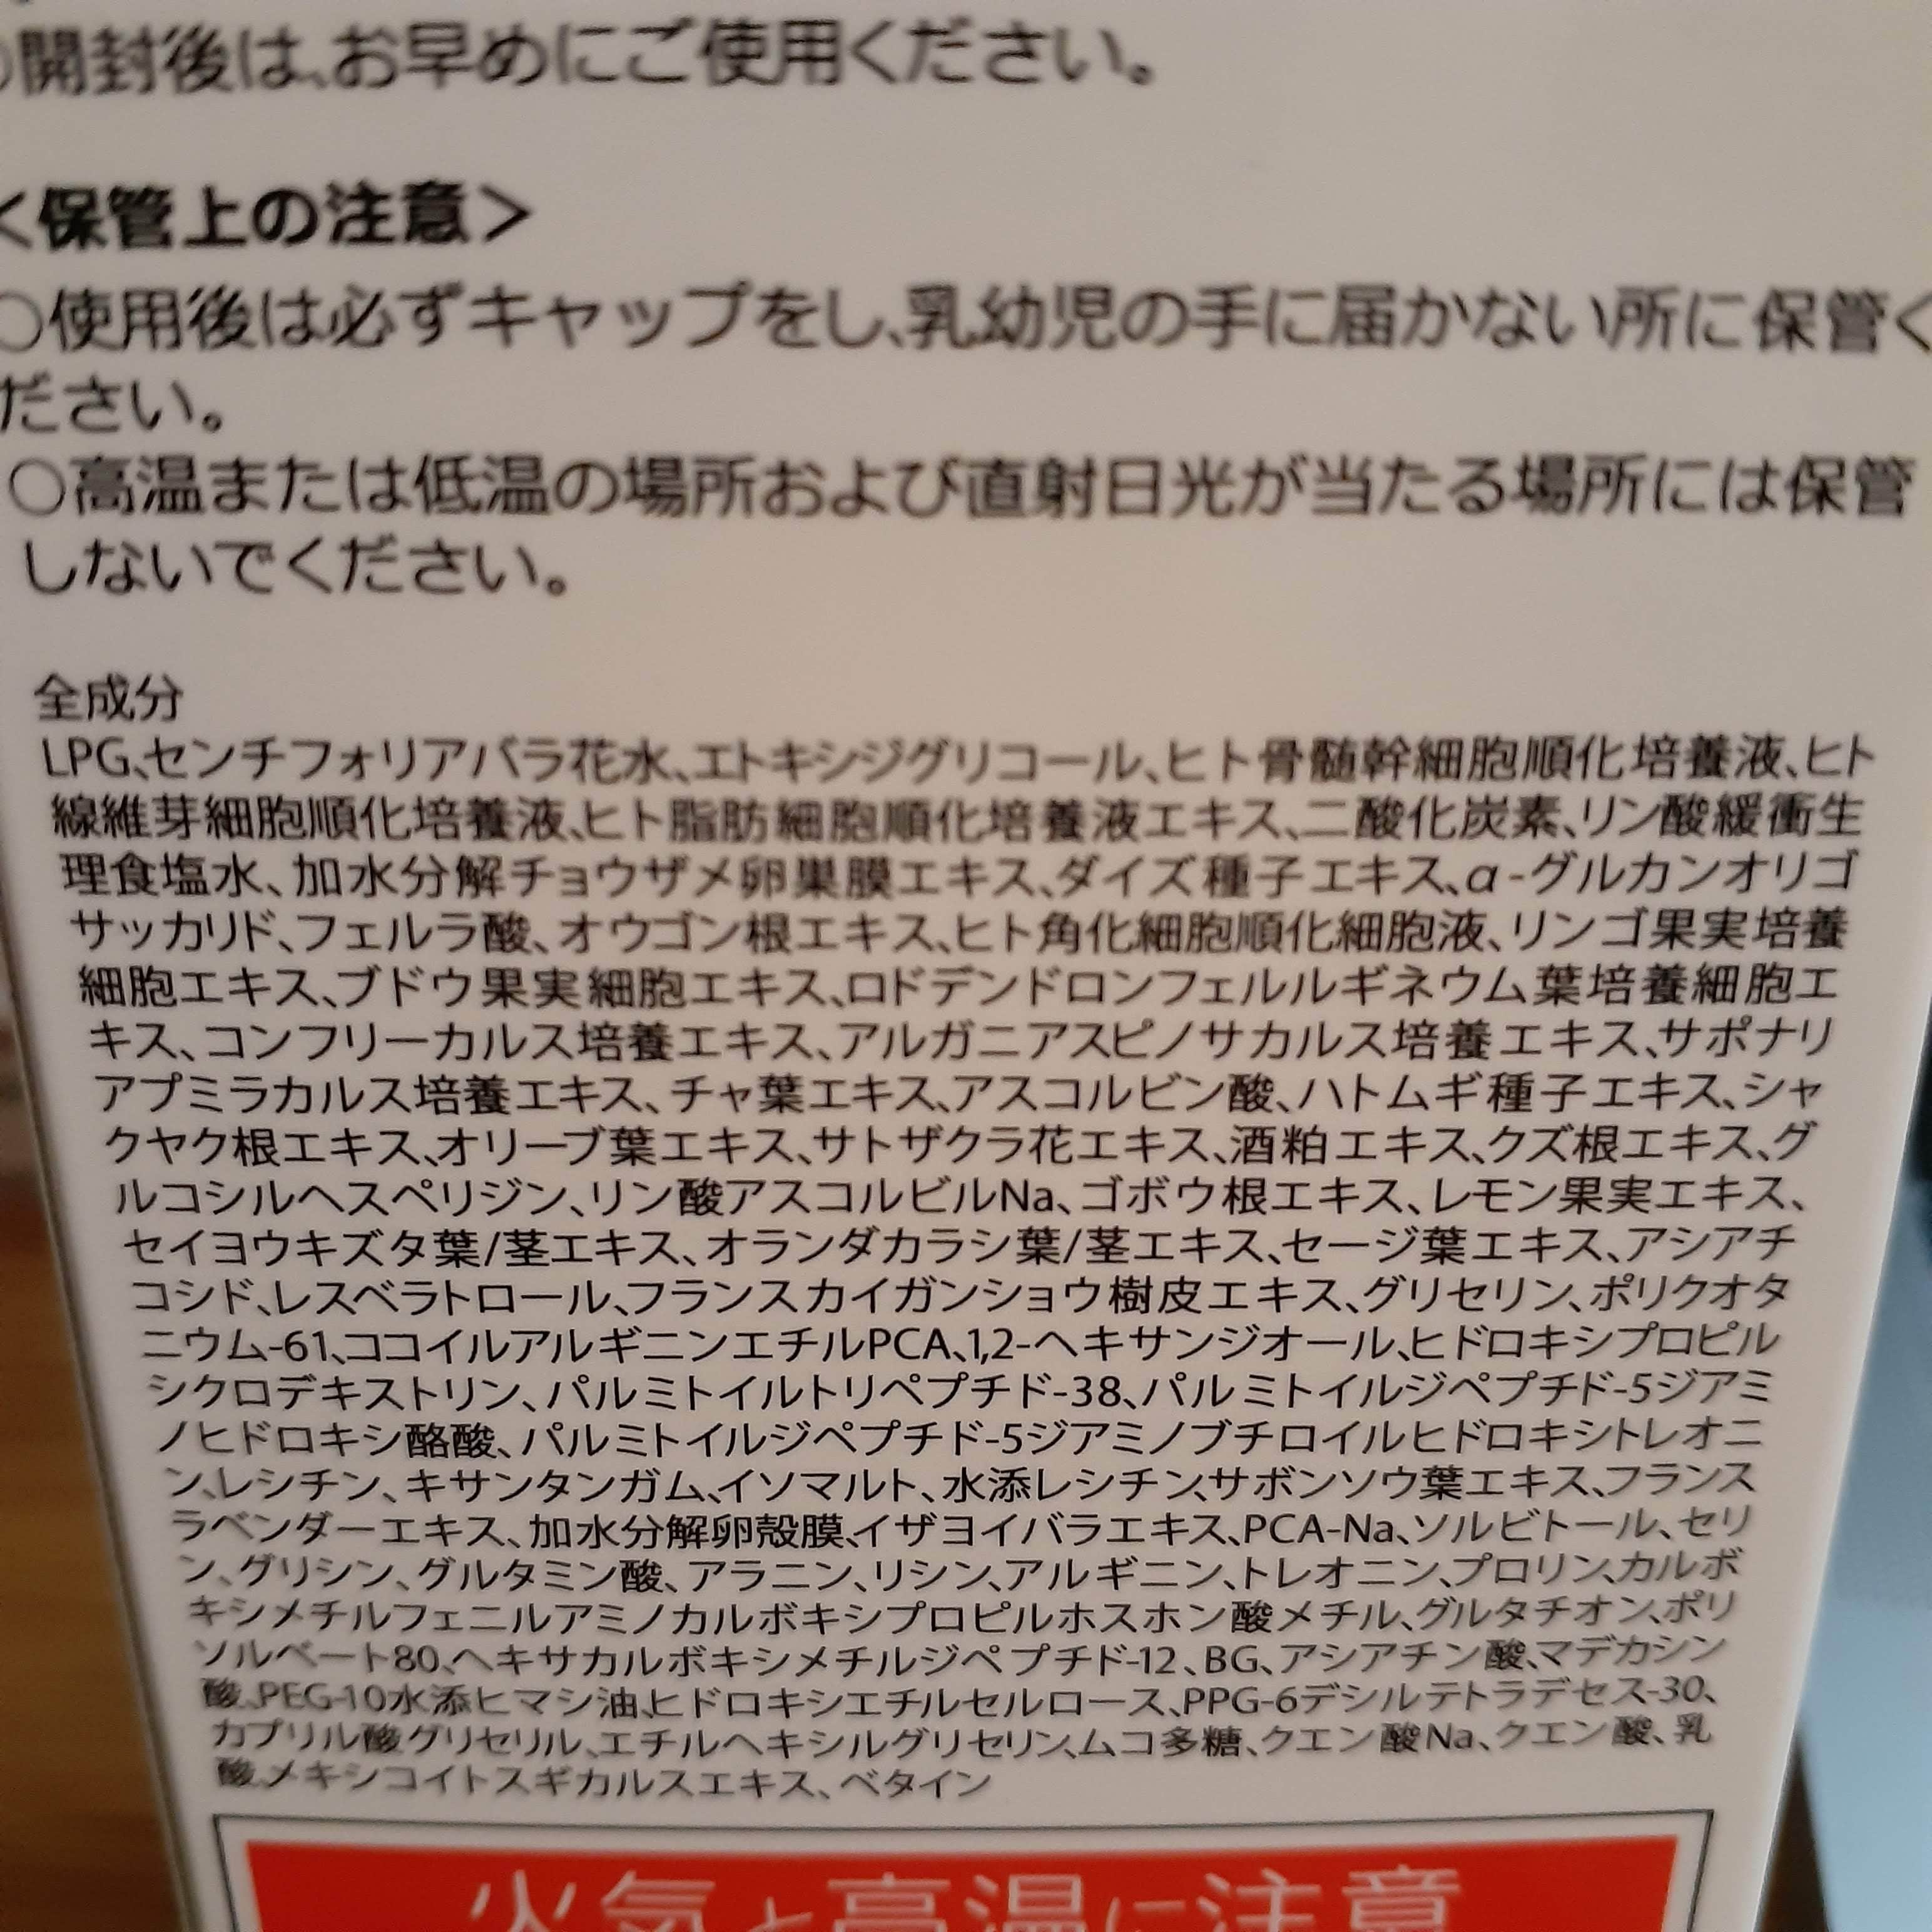 ○開封後は、お早めにご使用ください。
＜保管上の注意＞
○使用後は必ずキャップをし、乳幼児の手に届かない所に保管く
ださい。
○高温または低温の場所および直射日光が当たる場所には保管
しないでください。
全成分
LPG、センチフォリアバラ花水、エトキシジグリコール、ヒト骨髄幹細胞順化培養液、ヒト
線維芽細胞順化培養液、ヒト脂肪細胞順化培養液エキス、二酸化炭素、リン酸緩衝生
理食塩水、加水分解チョウザメ卵巣膜エキス、ダイズ種子エキス、α-グルカンオリゴ
サッカリド、フェルラ酸、オウゴン根エキス、ヒト角化細胞順化細胞液、リンゴ果実培養
細胞エキス、ブドウ果実細胞エキス、ロドデンドロンフェルルギネウム葉培養細胞エ
キス、コンフリーカルス培養エキス、アルガニアスピノサカルス培養エキス、サポナリ
アプミラカルス培養エキス、チャ葉エキス、アスコルビン酸、ハトムギ種子エキス、シャ
クヤク根エキス、オリーブ葉エキス、サトザクラ花エキス、酒粕エキス、クズ根エキス、グ
ルコシルヘスペリジン、リン酸アスコルビルNa、ゴボウ根エキス、レモン果実エキス、
セイヨウキズタ葉/茎エキス、オランダカラシ葉/茎エキス、セージ葉エキス、アシアチ
コシド、レスベラトロール、フランスカイガンショウ樹皮エキス、グリセリン、ポリクオタ
ニウム-61、ココイルアルギニンエチルPCA、1,2-ヘキサンジオール、ヒドロキシプロピル
シクロデキストリン、パルミトイルトリペプチド-38、パルミトイルジペプチド-5ジアミ
ノヒドロキシ酪酸、パルミトイルジペプチド-5ジアミノブチロイルヒドロキシトレオニ
ン、レシチン、キサンタンガム、イソマルト、水添レシチン、サボンソウ葉エキス、フランス
ラベンダーエキス、加水分解卵殻膜、イザヨイバラエキス、PCA-Na、ソルビトール、セリ
ン、グリシン、グルタミン酸、アラニン、リシン、アルギニン、トレオニン、プロリン、カルボ
キシメチルフェニルアミノカルボキシプロピルホスホン酸メチル、グルタチオン、ポリ
ソルベート80、ヘキサカルボキシメチルジペプチド-12、BG、アシアチン酸、マデカシン
酸、PEG-10水添ヒマシ油、ヒドロキシエチルセルロース、PPG-6デシルテトラデセス-30、
カプリル酸グリセリル、エチルヘキシルグリセリン、ムコ多糖、クエン酸Na、クエン酸、乳
酸、メキシコイトスギカルスエキス、ベタイン
火気と高温に注意